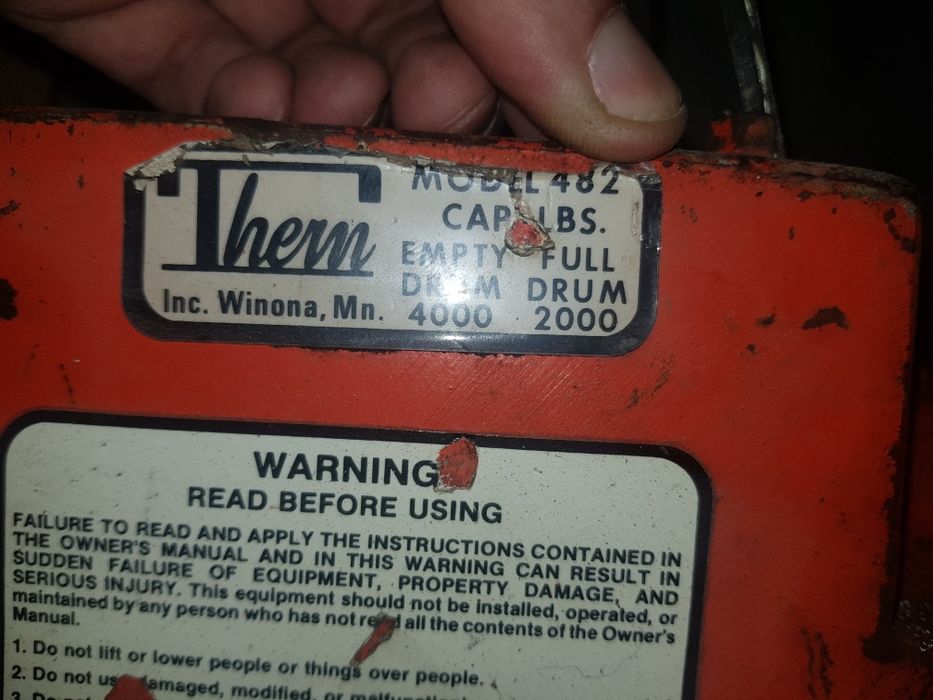 Thern
Inc. Winona, Mn.
MODEL 482
CAP. LBS.
EMPTY FULL
DRUM DRUM
4000 2000
WARNING
READ BEFORE USING
FAILURE TO READ AND APPLY THE INSTRUCTIONS CONTAINED IN
THE OWNER'S MANUAL AND IN THIS WARNING CAN RESULT IN
SUDDEN FAILURE OF EQUIPMENT, PROPERTY DAMAGE, AND
SERIOUS INJURY. This equipment should not be installed, operated, or
maintained by any person who has not read all the contents of the Owner's
Manual.
1. Do not lift or lower people or things over people.
2. Do not use damaged, modified, or
3. Do not